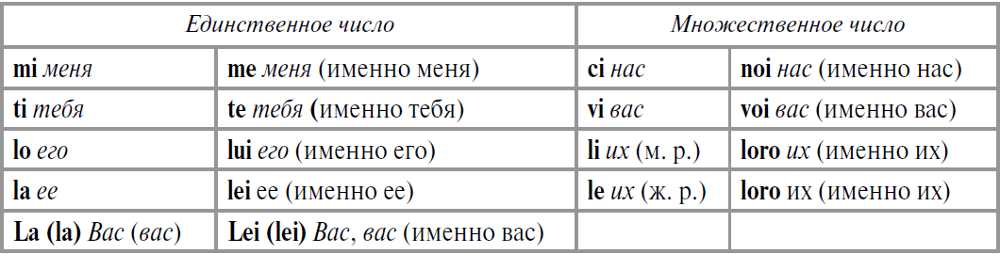 Единственное число Множественное число
mi меня me меня (именно меня) ci нас noi нас (именно нас)
ti тебя te тебя (именно тебя) vi вас voi вас (именно вас)
lo его lui его (именно его) li их (м. р.) loro их (именно их)
la ее lei ее (именно ее) le их (ж. р.) loro их (именно их)
La (la) Вас (вас) Lei (lei) Вас, вас (именно вас)